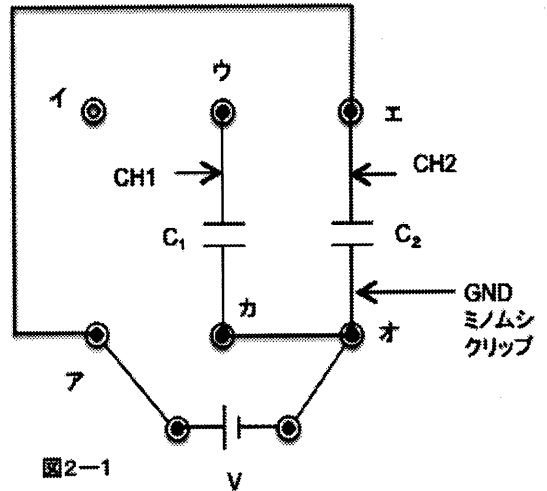 ウ
イ
エ
CH1
CH2
C₁
C₂
カ
オ
GND
ミノムシ
クリップ
ア
図2－1
V